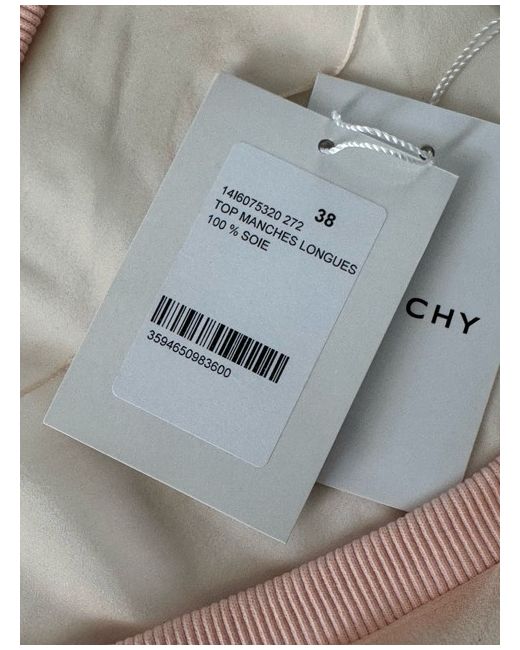 14I6075320 272 38
TOP MANCHES LONGUES
100 % SOIE
3594650983600
CHY